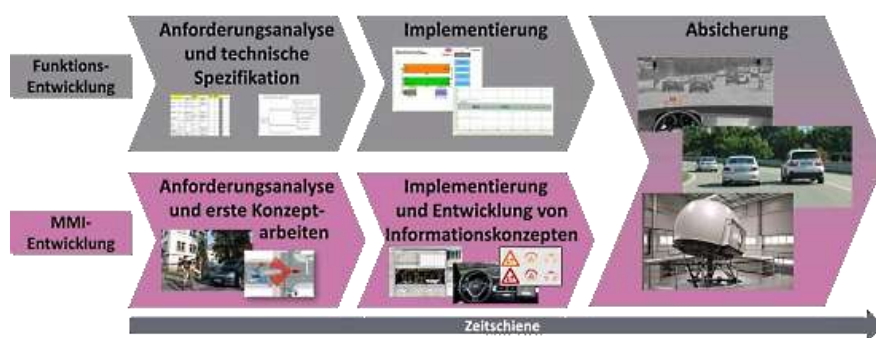 Funktions-
Entwicklung
Anforderungsanalyse
und technische
Spezifikation
Implementierung
Absicherung
MMI-
Entwicklung
Anforderungsanalyse
und erste Konzept-
arbeiten
Implementierung
und Entwicklung von
Informationskonzepten
Zeitschiene